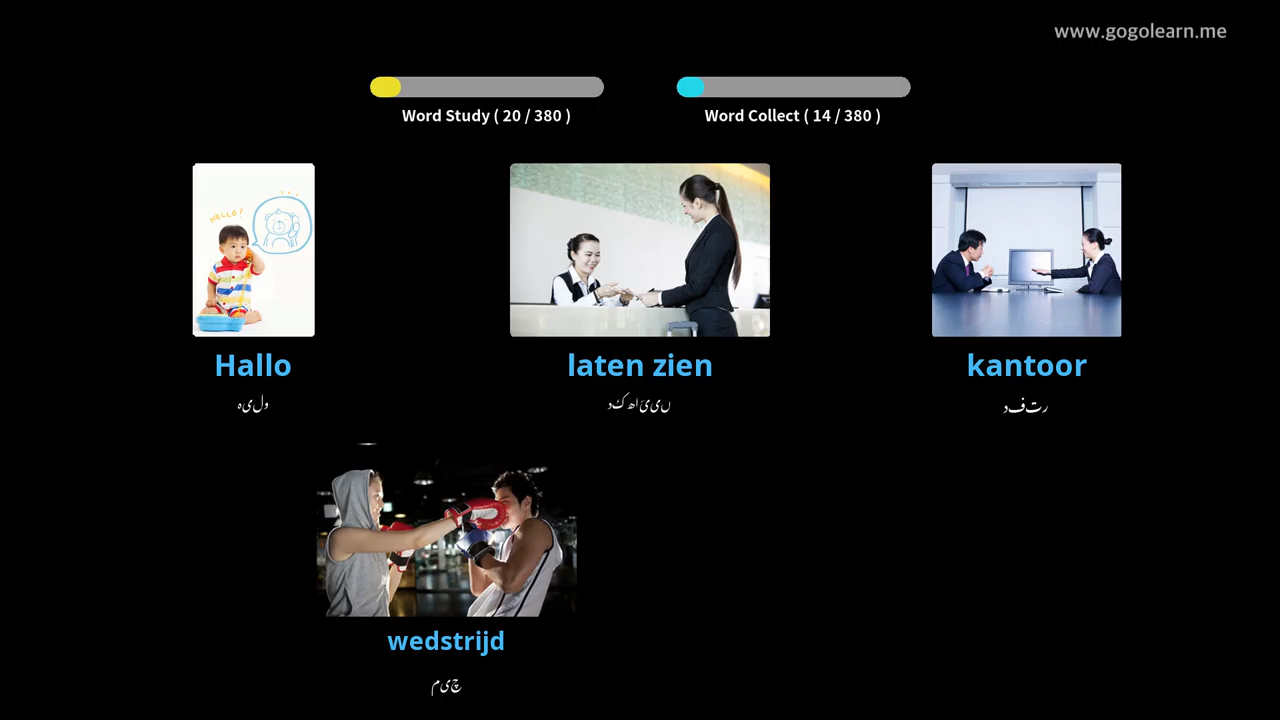 www.gogolearn.me
Word Study ( 20 / 380 )
Word Collect ( 14 / 380 )
HELLO!
Hallo
laten zien
kantoor
ولیہ
ںیئاھکد
رتفد
wedstrijd
چیم